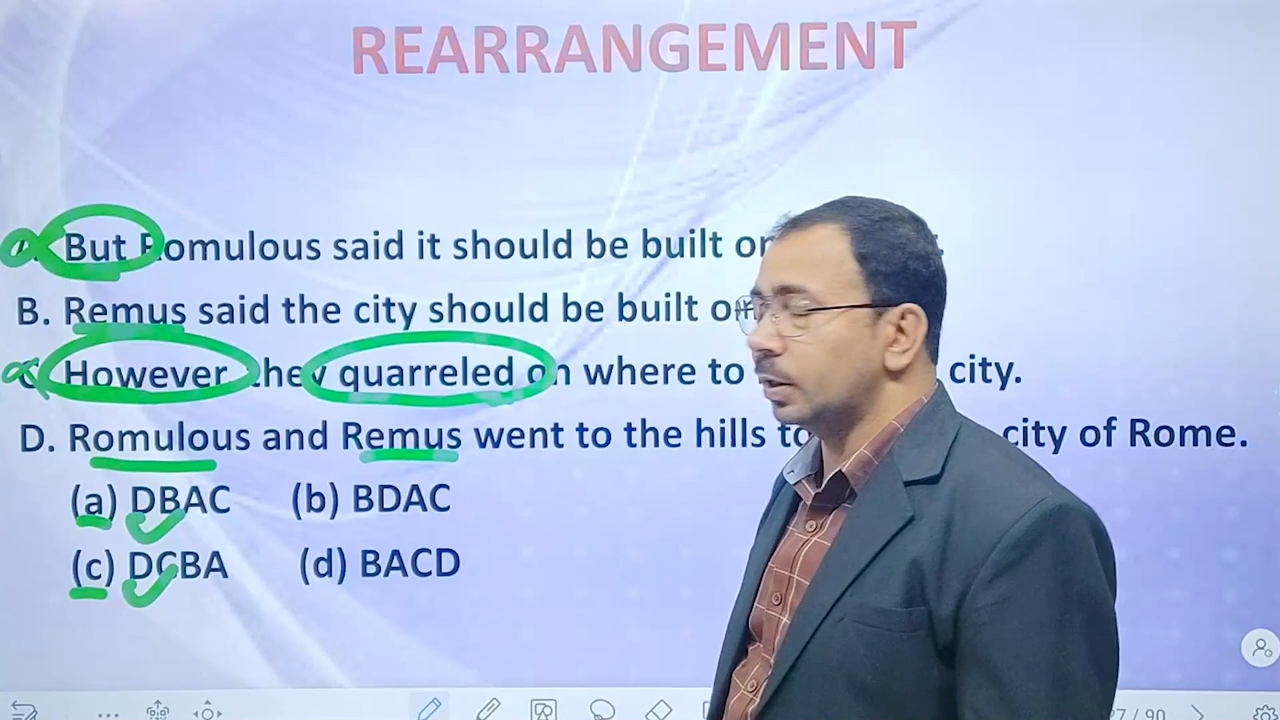 REARRANGEMENT
But Romulous said it should be built
B. Remus said the city should be built on
However they quarreled on where to city.
D. Romulous and Remus went to the hills to city of Rome.
(a) DBAC (b) BDAC
(c) DCBA (d) BACD
27 / 90